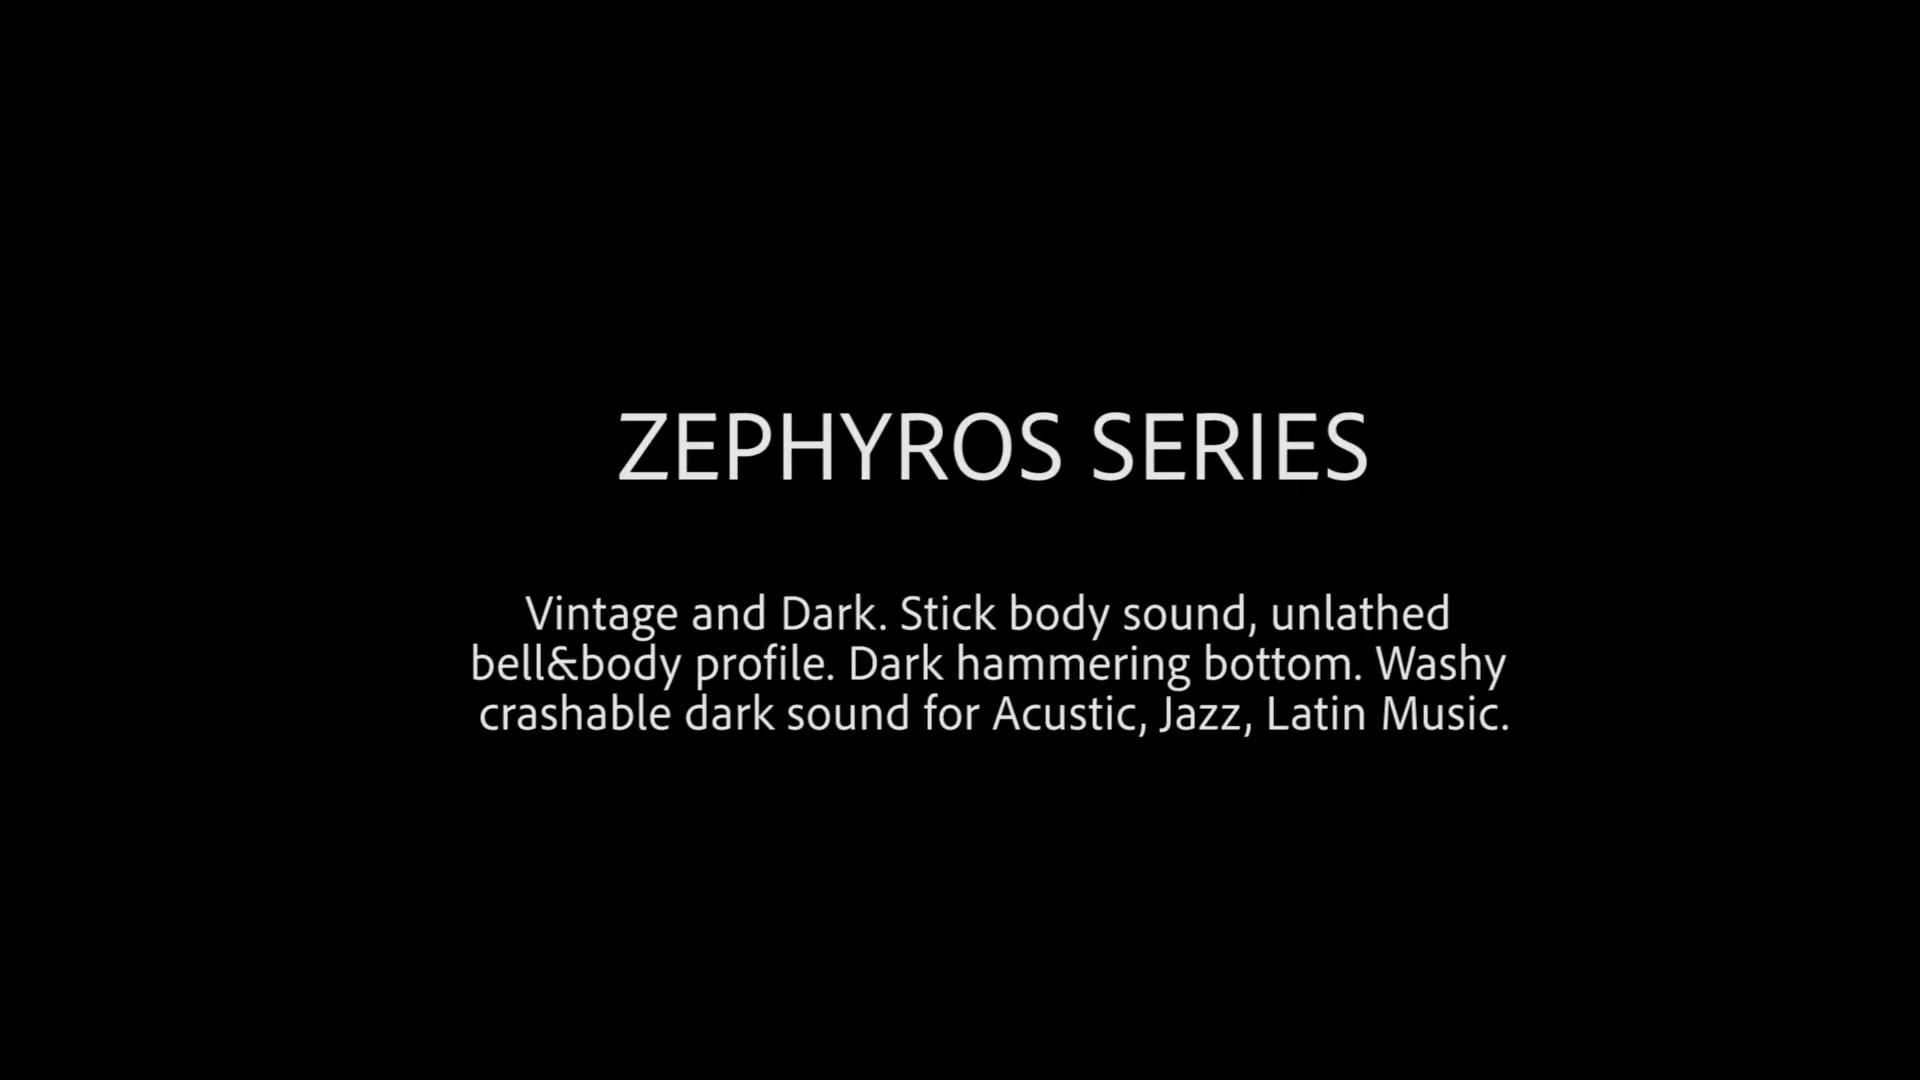 ZEPHYROS SERIES
Vintage and Dark. Stick body sound, unlathed
bell&body profile. Dark hammering bottom. Washy
crashable dark sound for Acustic, Jazz, Latin Music.